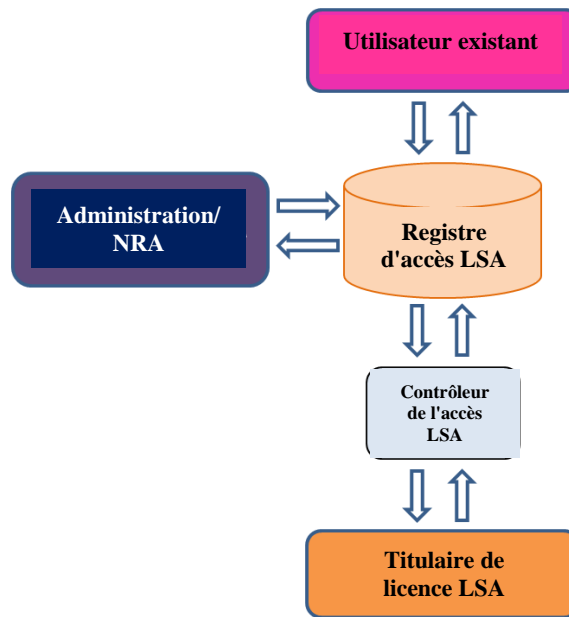 Utilisateur existant
Administration/
NRA
Registre
d'accès LSA
Contrôleur
de l'accès
LSA
Titulaire de
licence LSA